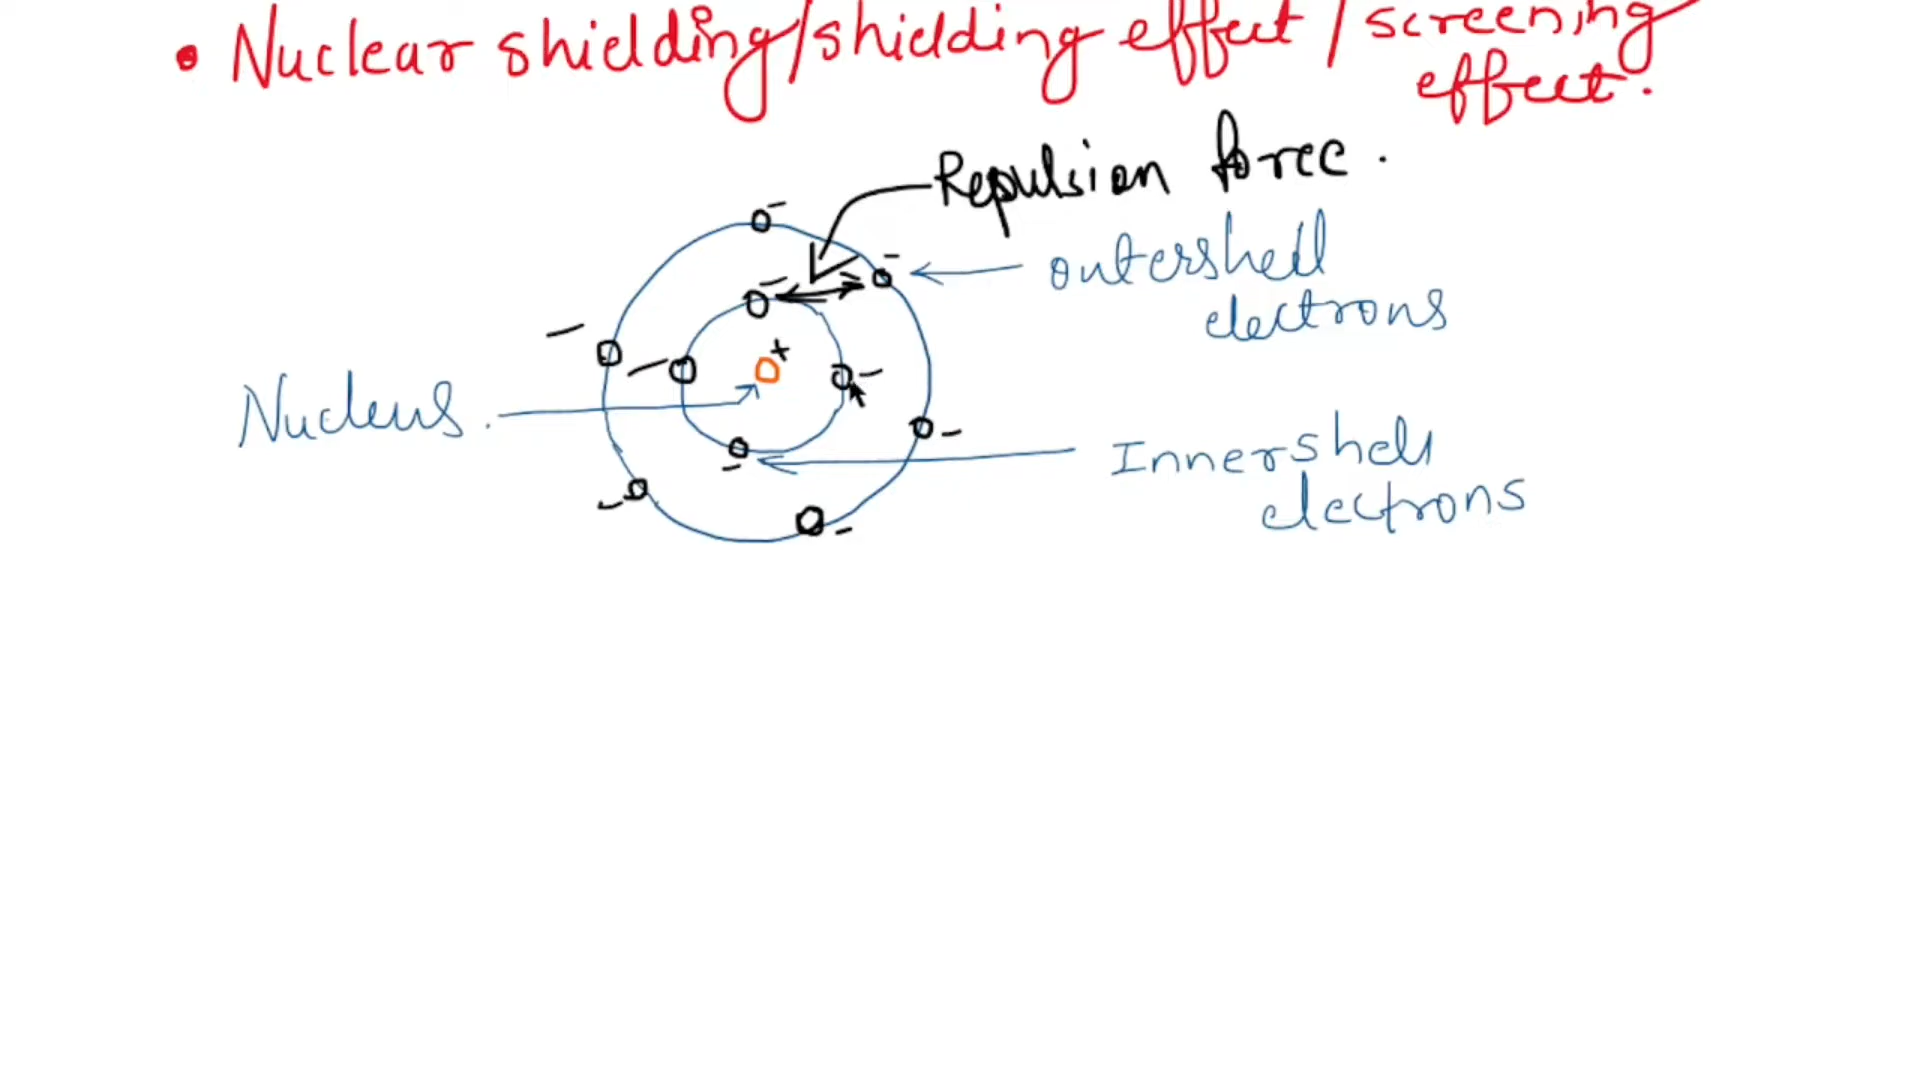 • Nuclear shielding/shielding effect/screening
effect.
Repulsion force.
outershell
electrons
Nucleus.
Innershell
electrons